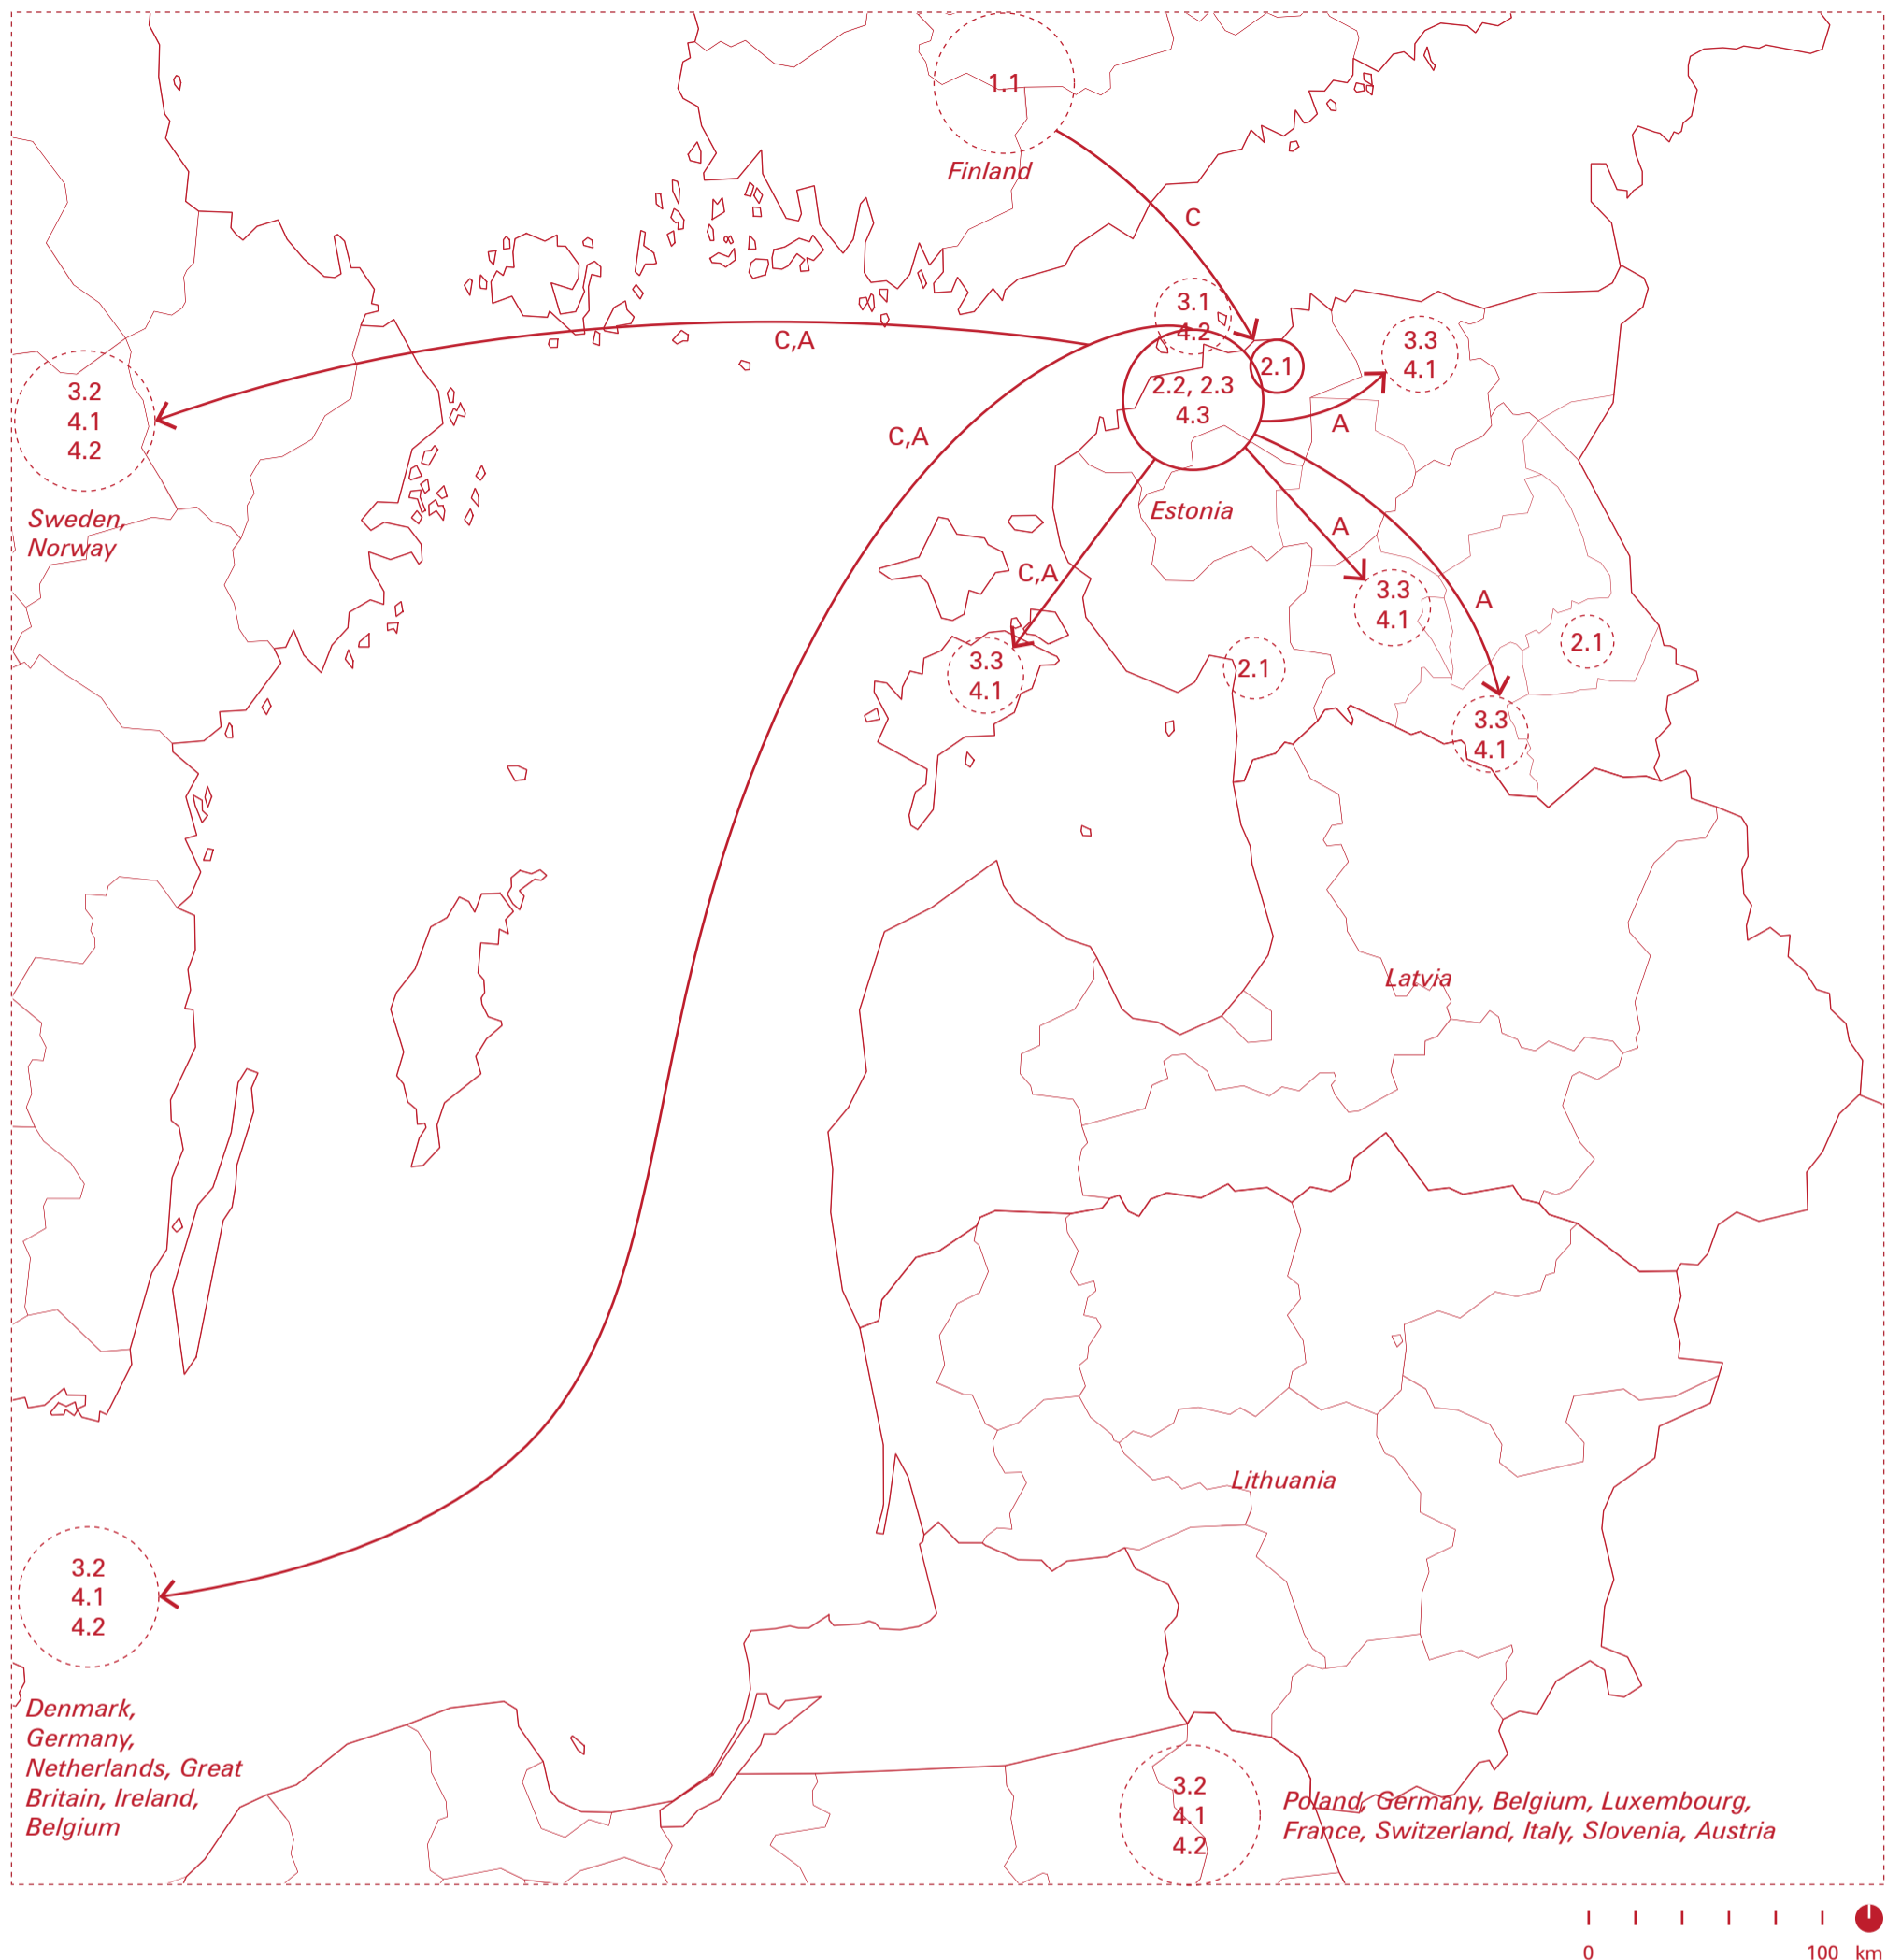 1.1
Finland
C
3.1
4.2
C,A
3.3
4.1
2.1
2.2, 2.3
4.3
A
3.2
4.1
4.2
C,A
Estonia
Sweden,
Norway
A
C,A
3.3
4.1
A
2.1
3.3
4.1
2.1
3.3
4.1
Latvia
Lithuania
3.2
4.1
4.2
Denmark,
Germany,
Netherlands, Great
Britain, Ireland,
Belgium
3.2
4.1
4.2
Poland, Germany, Belgium, Luxembourg,
France, Switzerland, Italy, Slovenia, Austria
0 100 km